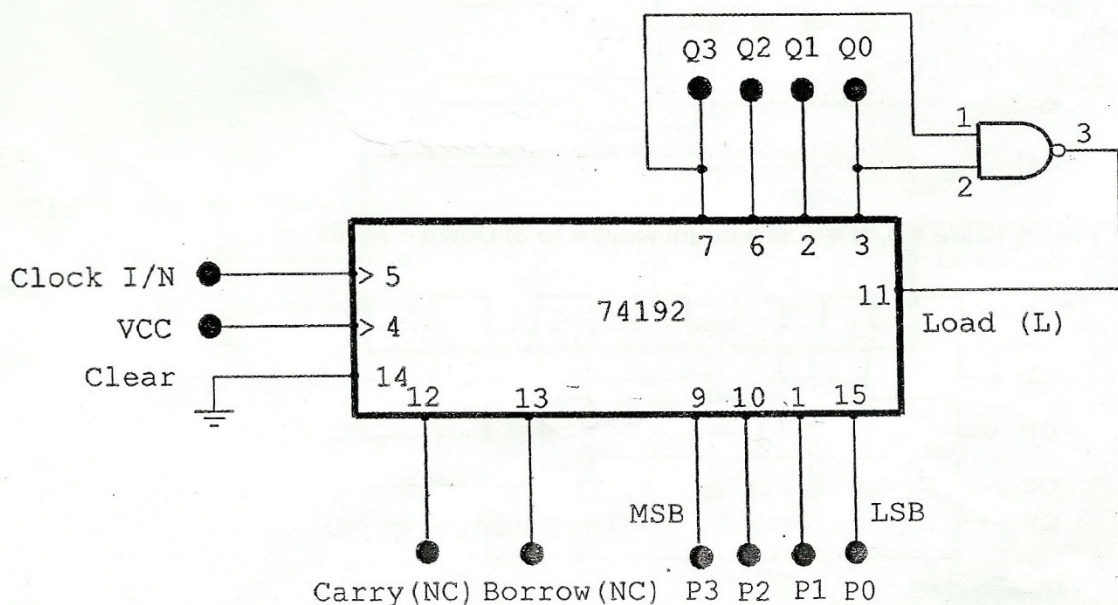 Q3 Q2 Q1 Q0
1
3
2
7 6 2 3
Clock I/N
> 5
11
74192
VCC
> 4
Load (L)
Clear
14
12 13 9 10 1 15
MSB
LSB
Carry(NC) Borrow(NC) P3 P2 P1 P0